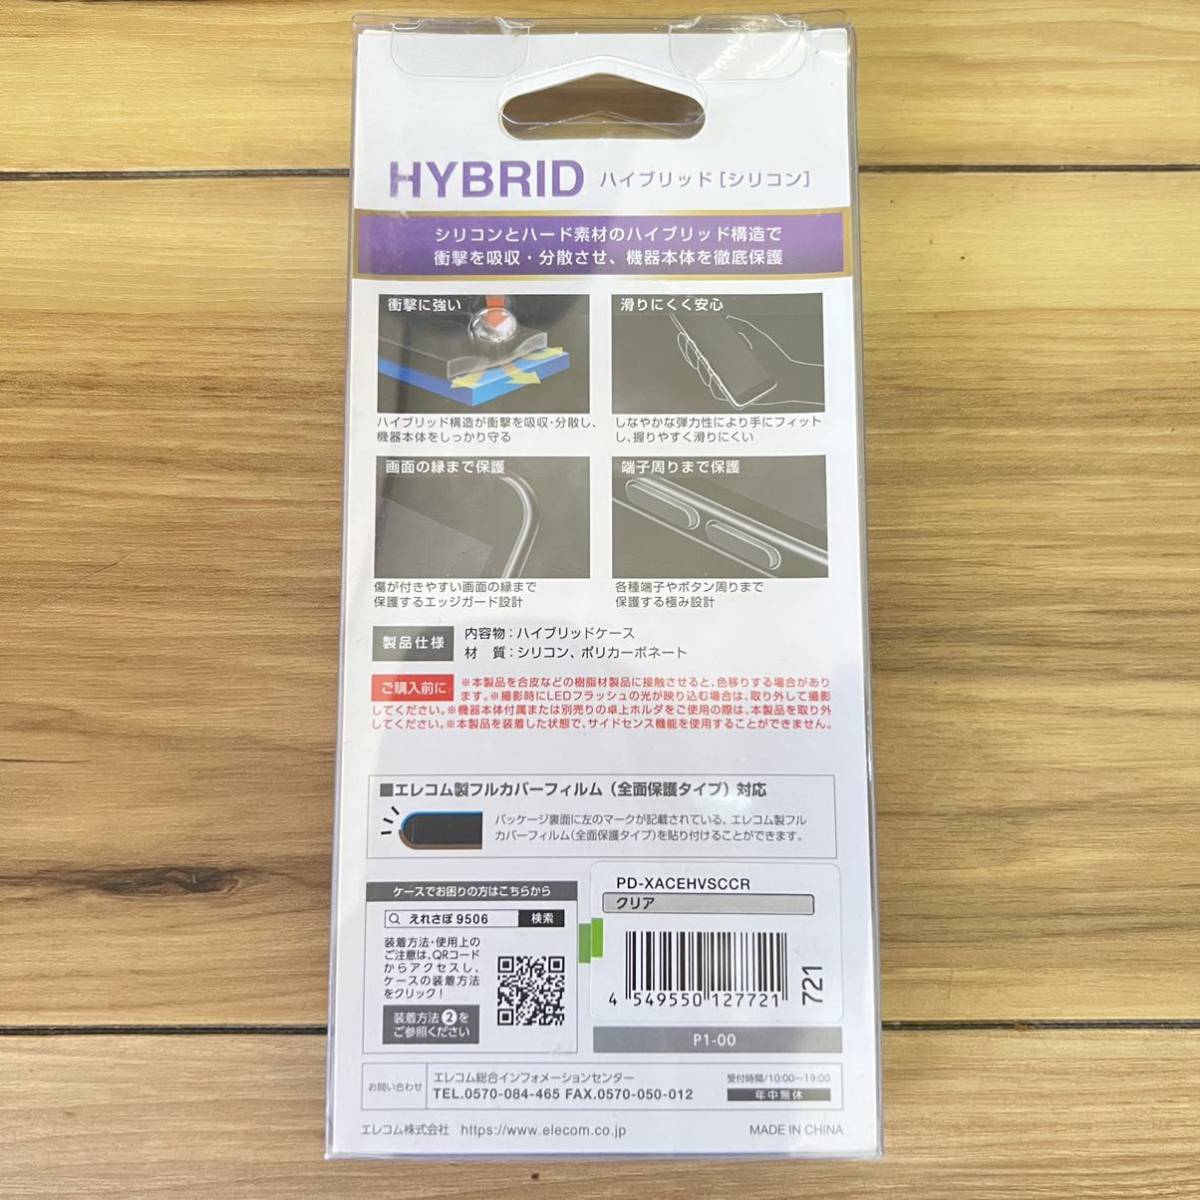 HYBRID ハイブリッド[シリコン]
シリコンとハード素材のハイブリッド構造で
衝撃を吸収・分散させ、機器本体を徹底保護
衝撃に強い
ハイブリッド構造が衝撃を吸収・分散し、
機器本体をしっかり守る
滑りにくく安心
しなやかな弾力性により手にフィット
し、握りやすく滑りにくい
画面の縁まで保護
傷が付きやすい画面の縁まで
保護するエッジガード設計
端子周りまで保護
各種端子やボタン周りまで
保護する極み設計
製品仕様
内容物：ハイブリッドケース
材　質：シリコン、ポリカーボネート
ご購入前に ※本製品を合皮などの樹脂材製品に接触させると、色移りする場合があり
ます。※撮影時にLEDフラッシュの光が映り込む場合は、取り外して撮影
してください。※機器本体付属または別売りの卓上ホルダをご使用の際は、本製品を取り外
してください。※本製品を装着した状態で、サイドセンス機能を使用することができません。
■エレコム製フルカバーフィルム（全面保護タイプ）対応
パッケージ裏面に左のマークが記載されている、エレコム製フル
カバーフィルム(全面保護タイプ)を貼り付けることができます。
ケースでお困りの方はこちらから
えれさぽ 9506 検索
装着方法・使用上の
ご注意は、QRコード
からアクセスし、
ケースの装着方法
をクリック！
装着方法❷を
ご参照ください
PD-XACEHVSCCR
クリア
4 549550 127721
721
P1-00
お問い合わせ
エレコム総合インフォメーションセンター
TEL.0570-084-465 FAX.0570-050-012
受付時間/10:00〜19:00
年中無休
エレコム株式会社 https://www.elecom.co.jp
MADE IN CHINA